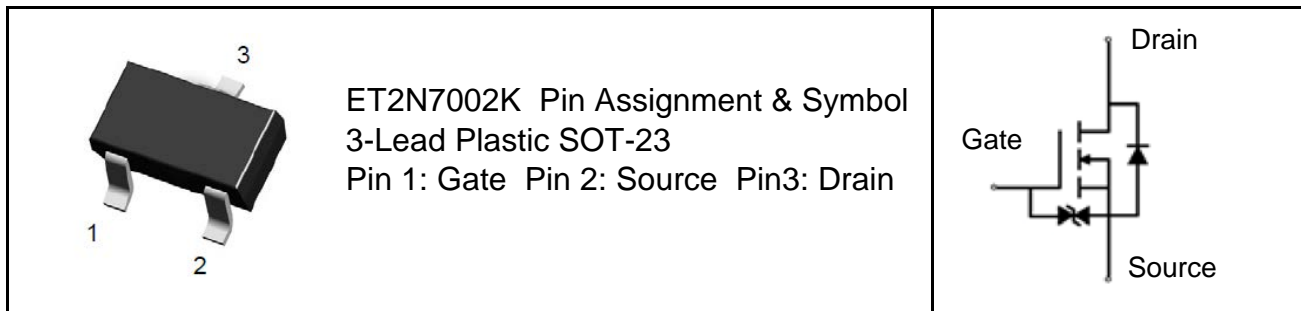 3
1
2
ET2N7002K Pin Assignment & Symbol
3-Lead Plastic SOT-23
Pin 1: Gate Pin 2: Source Pin3: Drain
Drain
Gate
Source